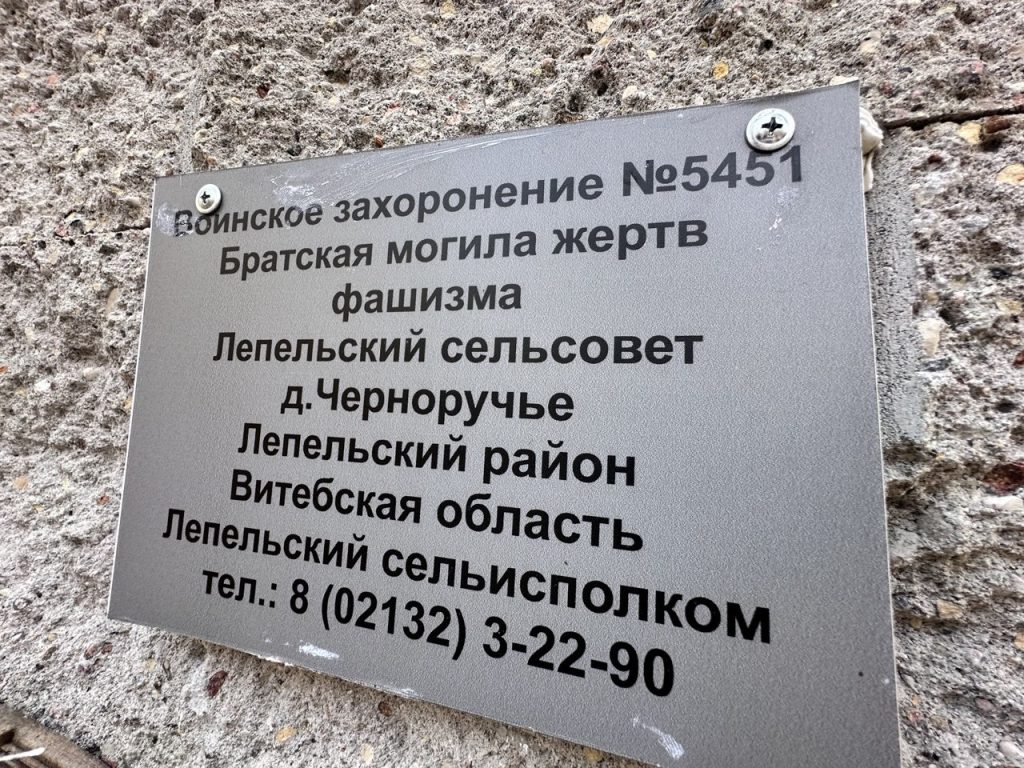 Воинское захоронение №5451
Братская могила жертв
фашизма
Лепельский сельсовет
д.Черноручье
Лепельский район
Витебская область
Лепельский сельисполком
тел.: 8 (02132) 3-22-90